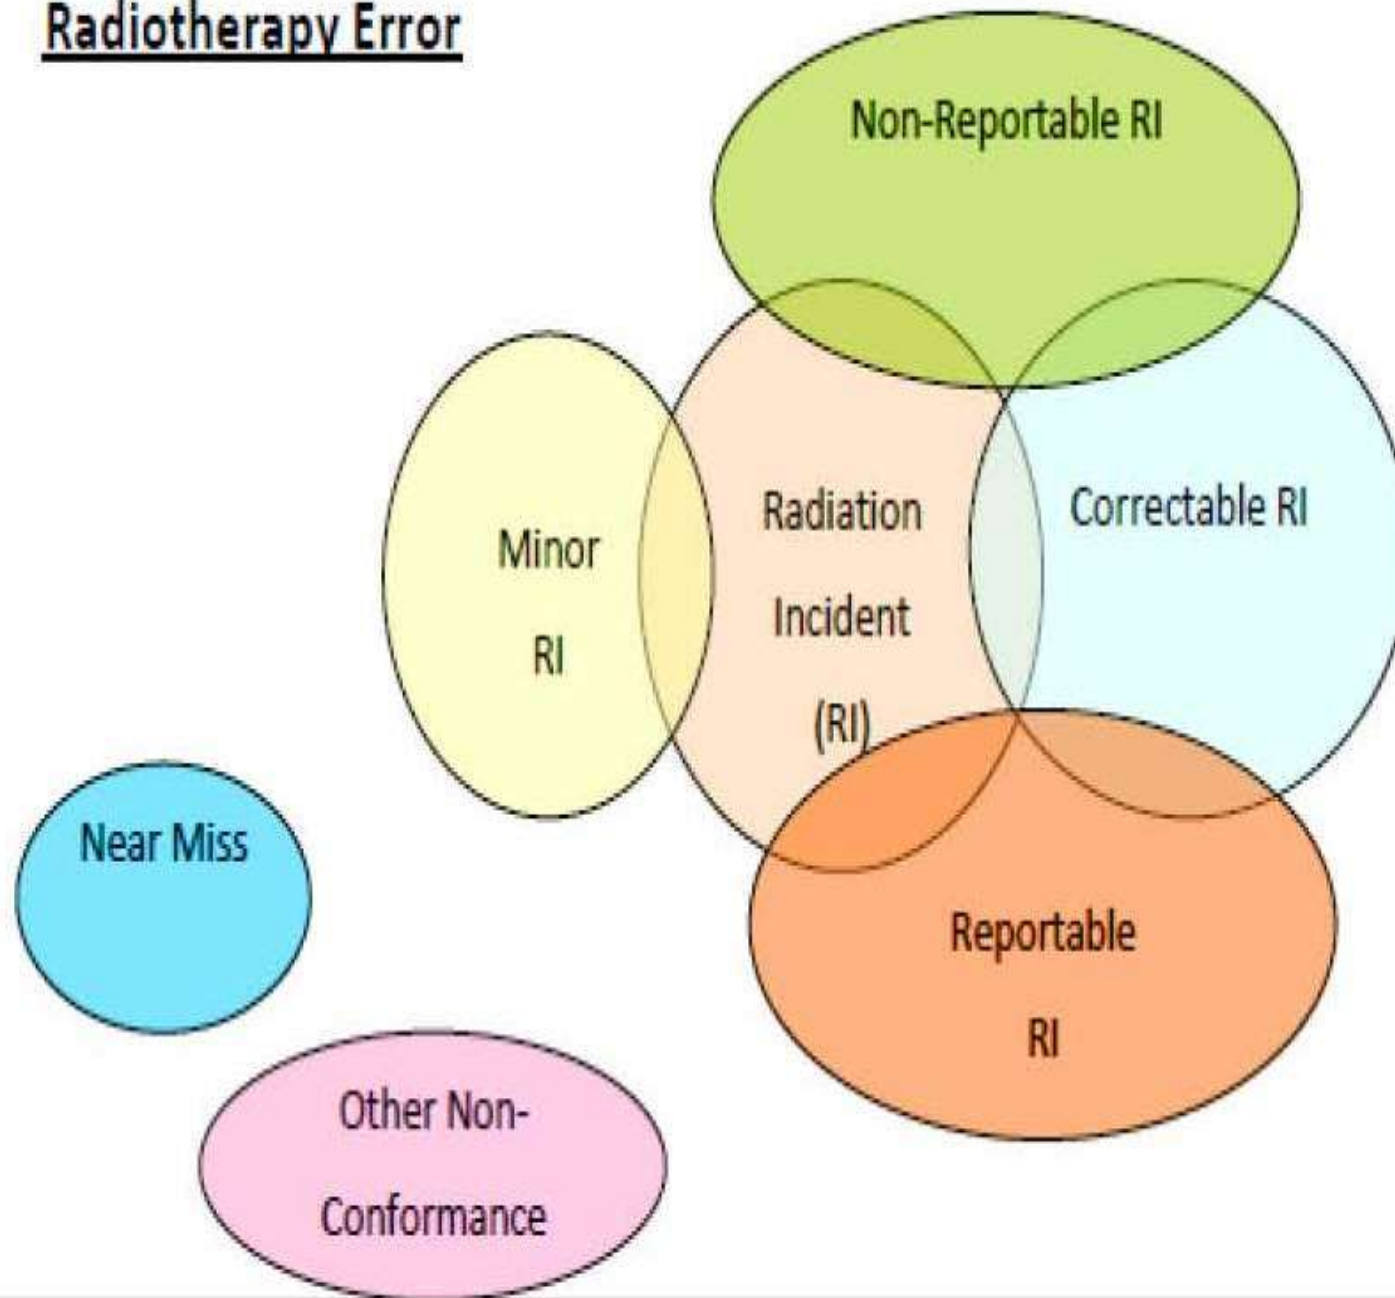 Radiotherapy Error
Non-Reportable RI
Minor
RI
Radiation
Incident
(RI)
Correctable RI
Near Miss
Reportable
RI
Other Non-
Conformance